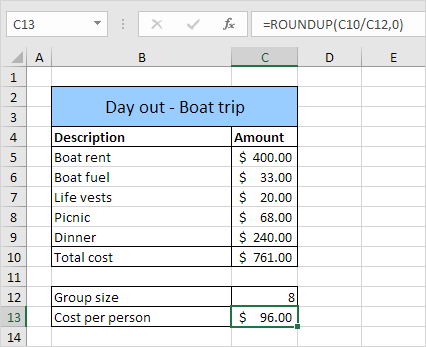 C13 fx =ROUNDUP(C10/C12,0)
A B C D E
1
2 Day out - Boat trip
3
4 Description Amount
5 Boat rent $ 400.00
6 Boat fuel $ 33.00
7 Life vests $ 20.00
8 Picnic $ 68.00
9 Dinner $ 240.00
10 Total cost $ 761.00
11
12 Group size 8
13 Cost per person $ 96.00
14